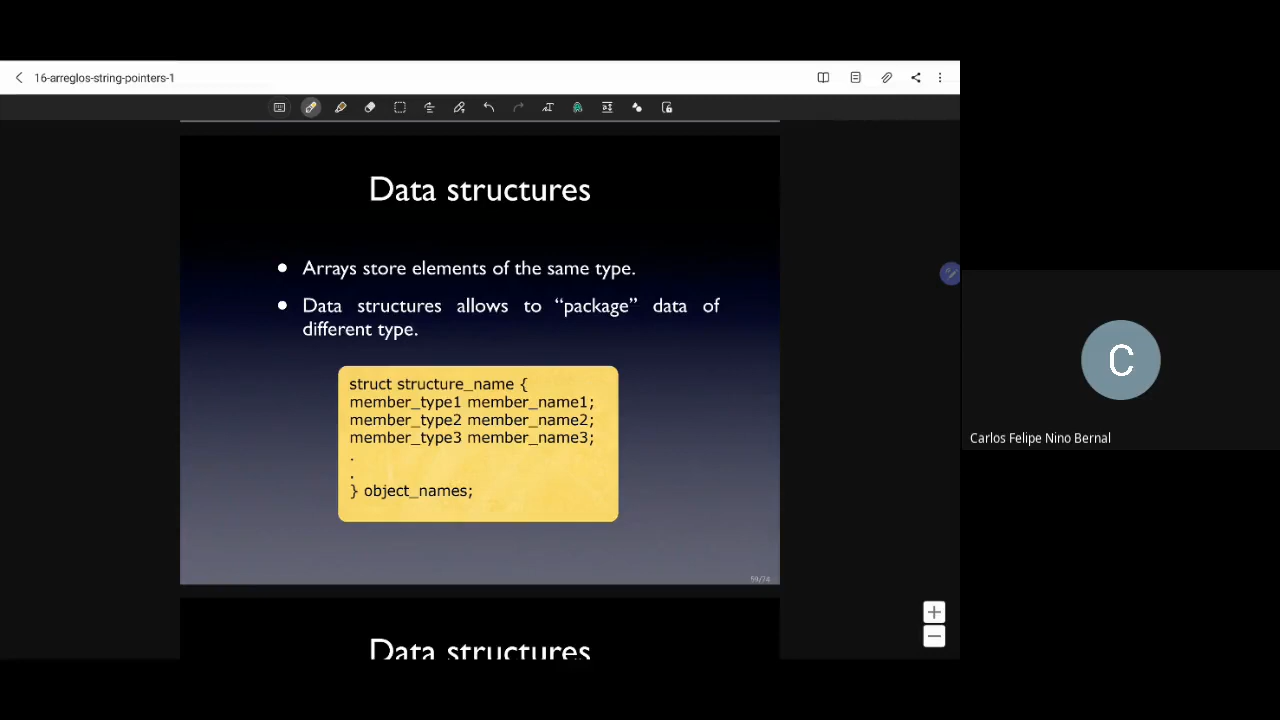 16-arreglos-string-pointers-1
Data structures
● Arrays store elements of the same type.
● Data structures allows to “package” data of
different type.
struct structure_name {
member_type1 member_name1;
member_type2 member_name2;
member_type3 member_name3;
.
.
} object_names;
59/74
Data structures
C
Carlos Felipe Nino Bernal